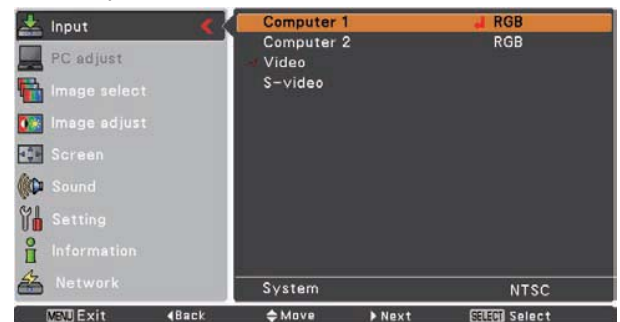 Input
PC adjust
Image select
Image adjust
Screen
Sound
Setting
Information
Network
Computer 1 RGB
Computer 2 RGB
Video
S-video
System NTSC
MENU Exit Back Move Next SELECT Select